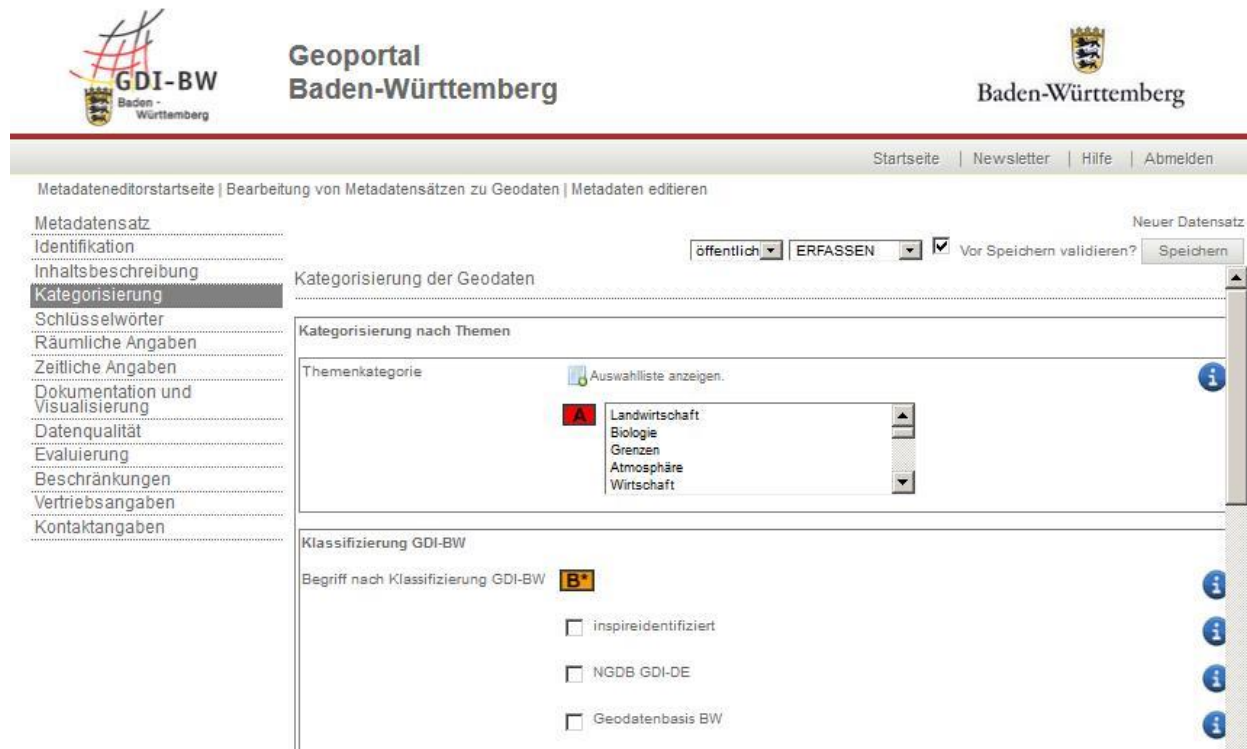 GDI-BW
Baden -
Württemberg
Geoportal
Baden-Württemberg
Baden-Württemberg
Startseite | Newsletter | Hilfe | Abmelden
Metadateneditorstartseite | Bearbeitung von Metadatensätzen zu Geodaten | Metadaten editieren
Metadatensatz
Identifikation
Inhaltsbeschreibung
Kategorisierung
Schlüsselwörter
Räumliche Angaben
Zeitliche Angaben
Dokumentation und
Visualisierung
Datenqualität
Evaluierung
Beschränkungen
Vertriebsangaben
Kontaktangaben
Neuer Datensatz
öffentlich ERFASSEN Vor Speichern validieren? Speichern
Kategorisierung der Geodaten
Kategorisierung nach Themen
Themenkategorie Auswahlliste anzeigen.
A
Landwirtschaft
Biologie
Grenzen
Atmosphäre
Wirtschaft
Klassifizierung GDI-BW
Begriff nach Klassifizierung GDI-BW B*
inspireidentifiziert
NGDB GDI-DE
Geodatenbasis BW